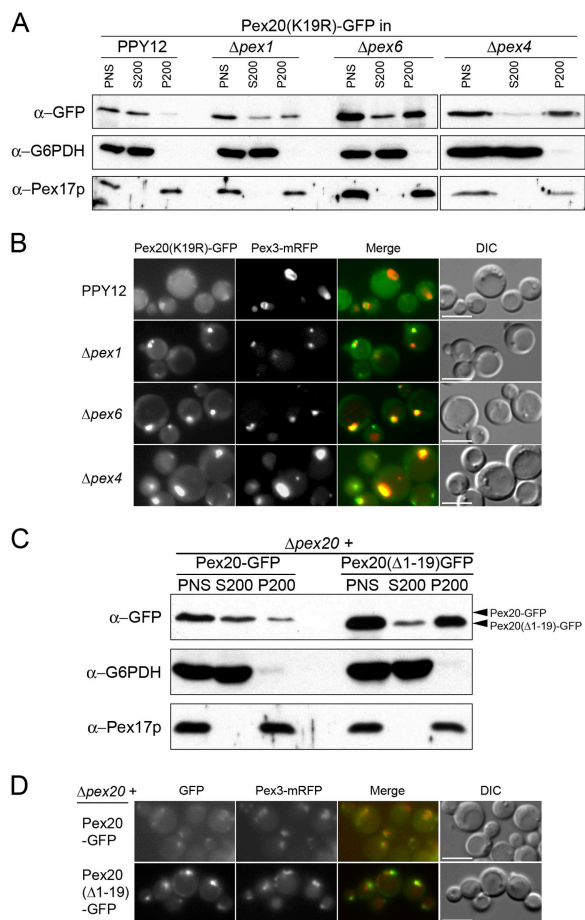 A
Pex20(K19R)-GFP in
PPY12 Δpex1 Δpex6 Δpex4
PNS S200 P200 PNS S200 P200 PNS S200 P200 PNS S200 P200
α-GFP
α-G6PDH
α-Pex17p
B
Pex20(K19R)-GFP Pex3-mRFP Merge DIC
PPY12
Δpex1
Δpex6
Δpex4
C
Δpex20 +
Pex20-GFP Pex20(Δ1-19)GFP
PNS S200 P200 PNS S200 P200
α-GFP
Pex20-GFP
Pex20(Δ1-19)-GFP
α-G6PDH
α-Pex17p
D
Δpex20 + GFP Pex3-mRFP Merge DIC
Pex20
-GFP
Pex20
(Δ1-19)
-GFP